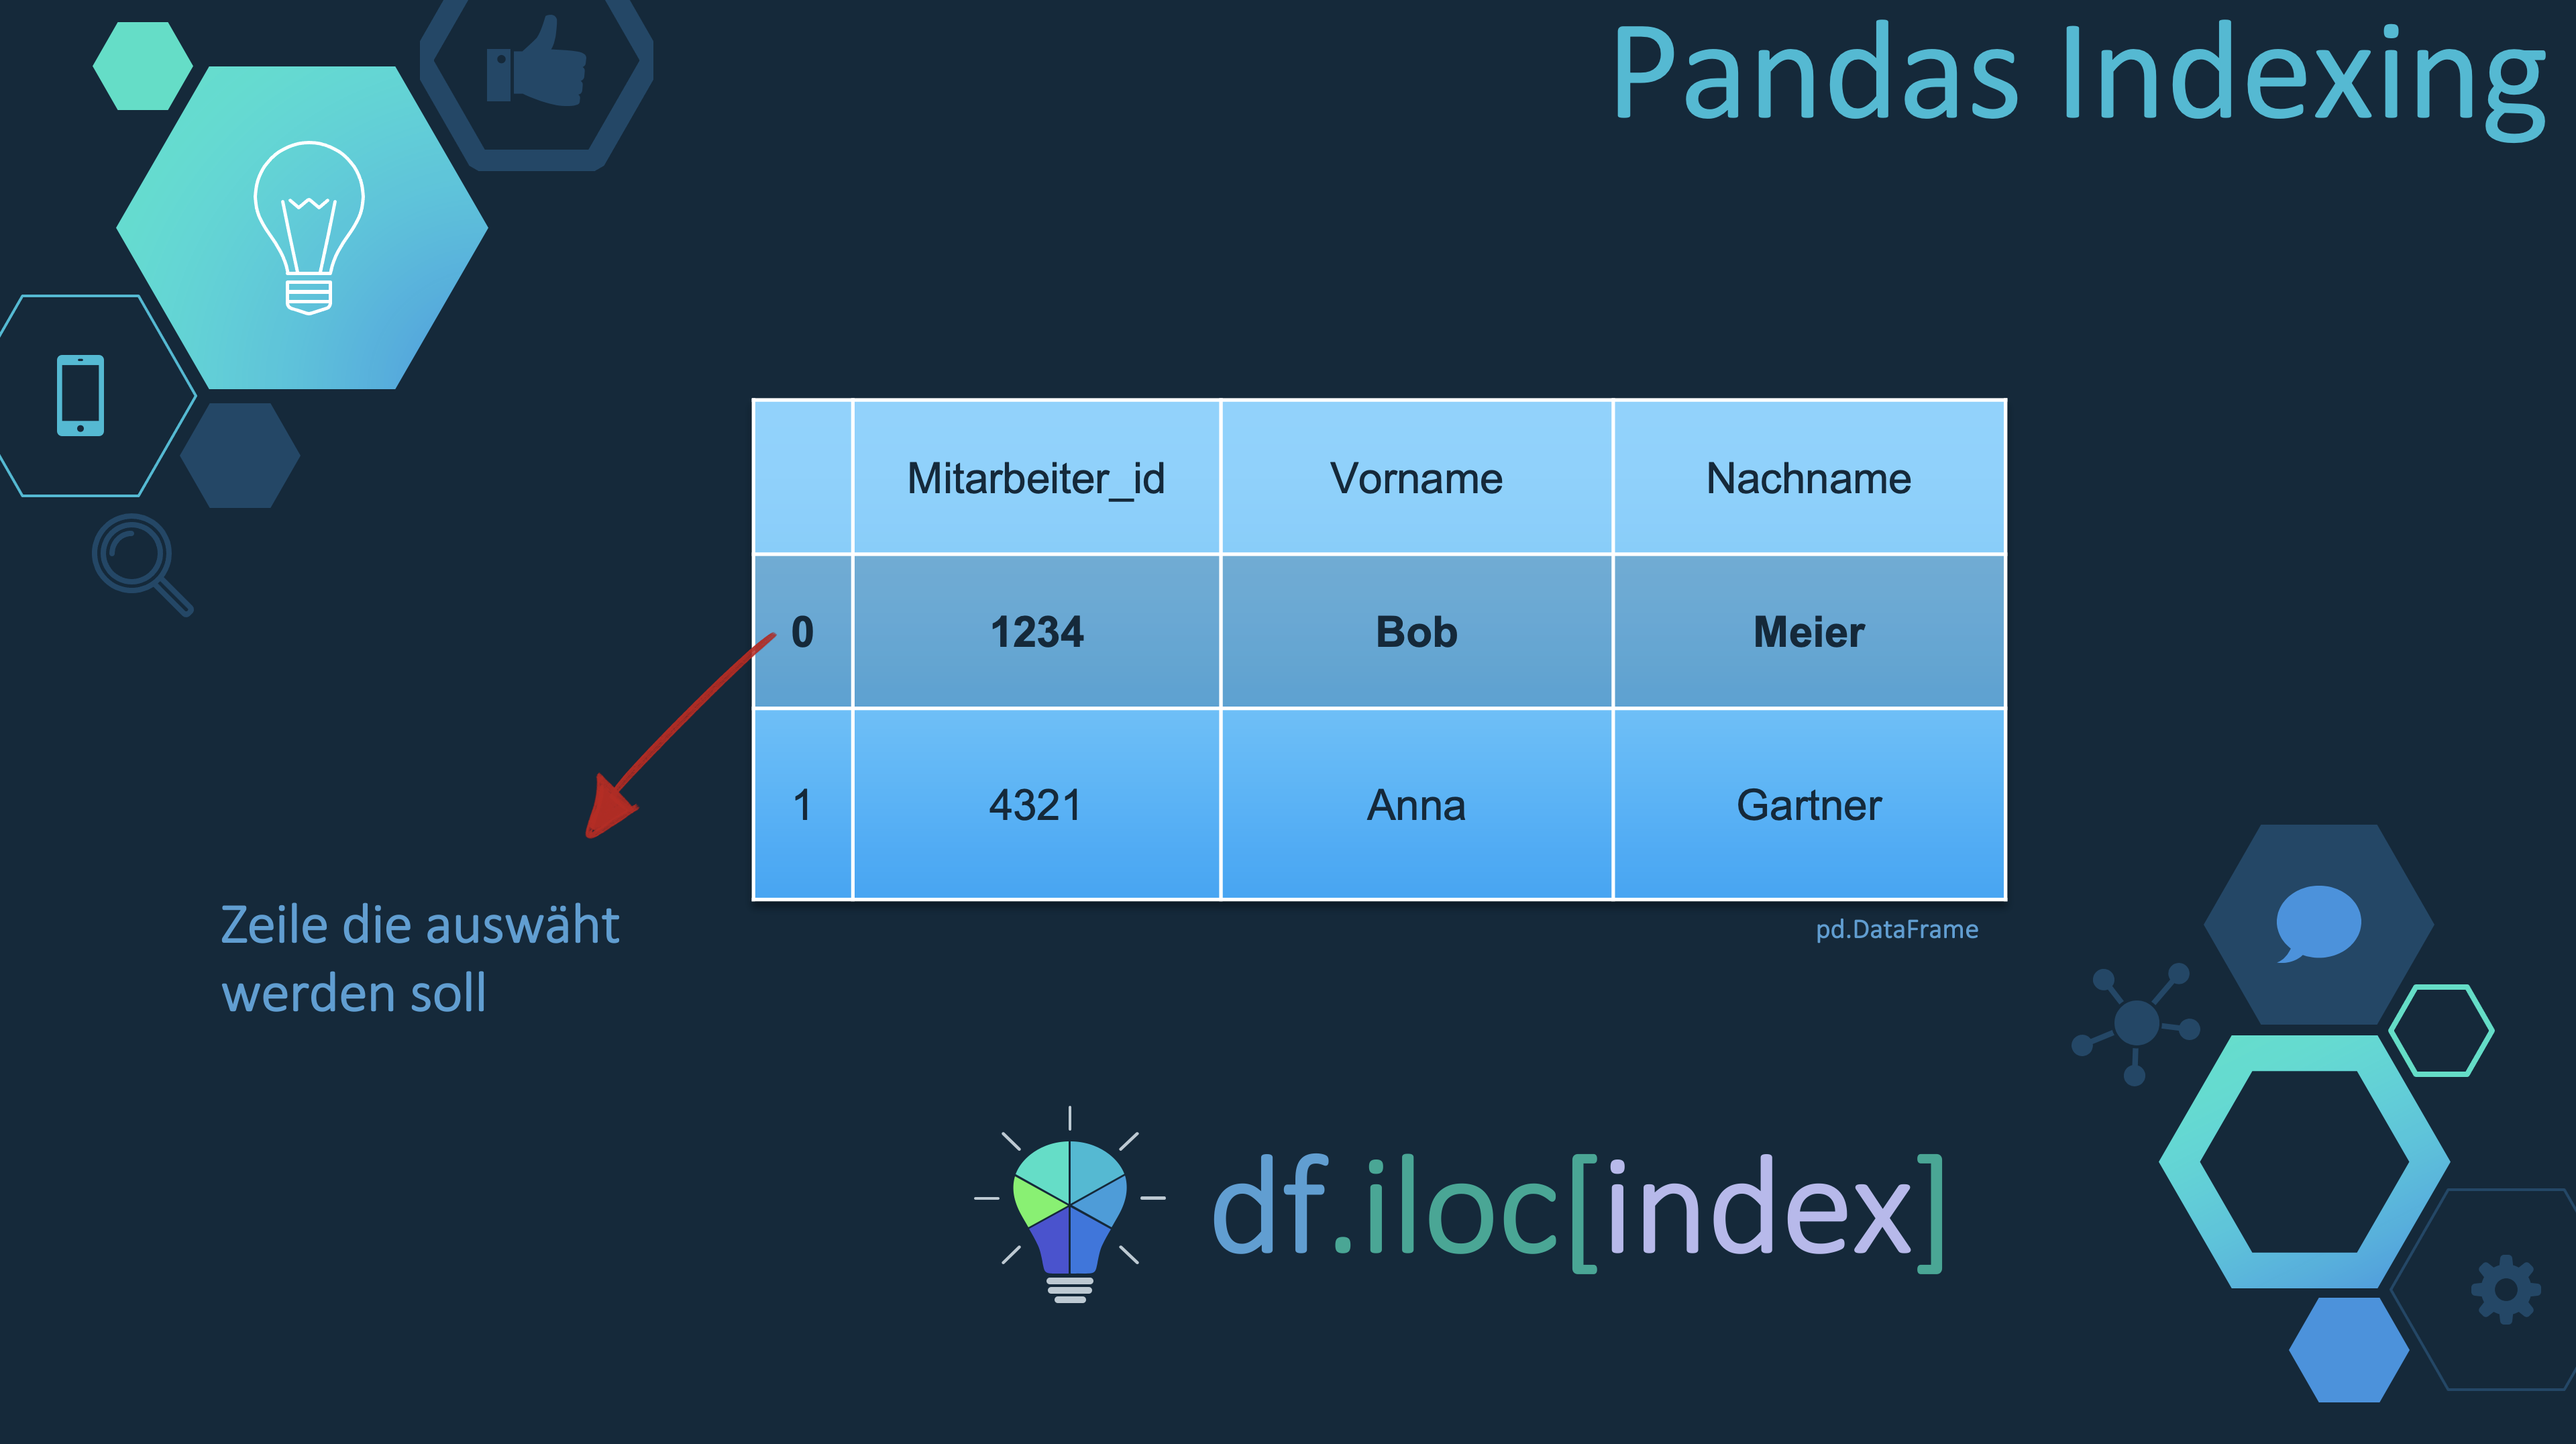 Pandas Indexing
Mitarbeiter_id Vorname Nachname
0 1234 Bob Meier
1 4321 Anna Gartner
pd.DataFrame
Zeile die auswäht
werden soll
df.iloc[index]